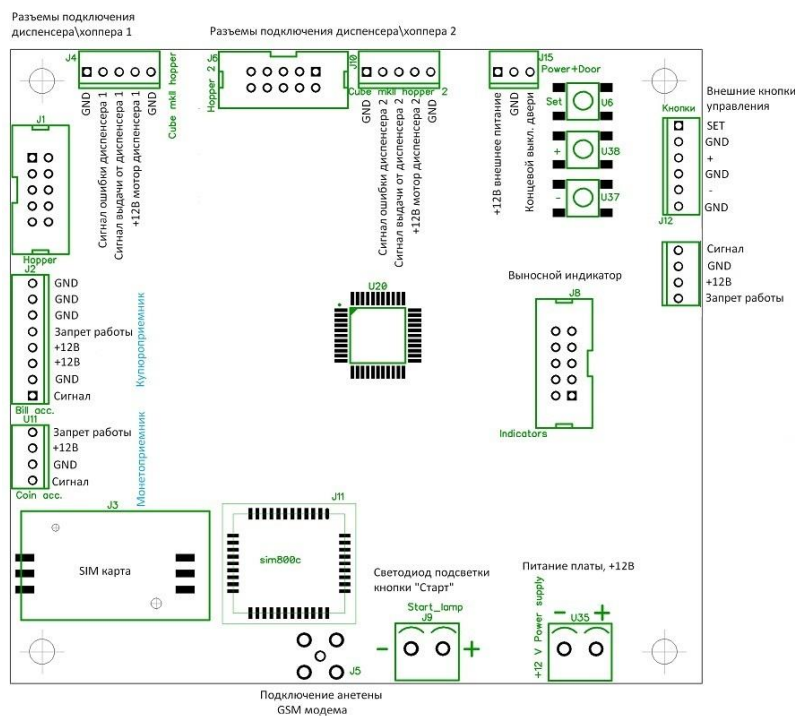 Разъемы подключения
диспенсера\хоппера 1
Разъемы подключения диспенсера\хоппера 2
J4
GND
Сигнал ошибки диспенсера 1
Сигнал выдачи от диспенсера 1
+12В мотор диспенсера 1
GND
Cube mkII hopper
J6
Hopper 2
J10
Cube mkII hopper 2
GND
Сигнал ошибки диспенсера 2
Сигнал выдачи от диспенсера 2
+12В мотор диспенсера 2
GND
J15
Power+Door
+12В внешнее питание
GND
Концевой выкл. двери
Set
U6
+
U38
-
U37
Внешние кнопки
управления
Кнопки
SET
GND
+
GND
-
GND
J12
Сигнал
GND
+12В
Запрет работы
J1
Hopper
J2
GND
GND
GND
Запрет работы
+12В
+12В
GND
Сигнал
Bill acc.
Купюроприемник
U11
Запрет работы
+12В
GND
Сигнал
Coin acc.
Монетоприемник
U20
Выносной индикатор
J8
Indicators
J3
SIM карта
J11
sim800c
J5
Подключение анетены
GSM модема
Светодиод подсветки
кнопки "Старт"
Start_lamp
J9
- +
Питание платы, +12В
+12 V Power supply
- +
U35